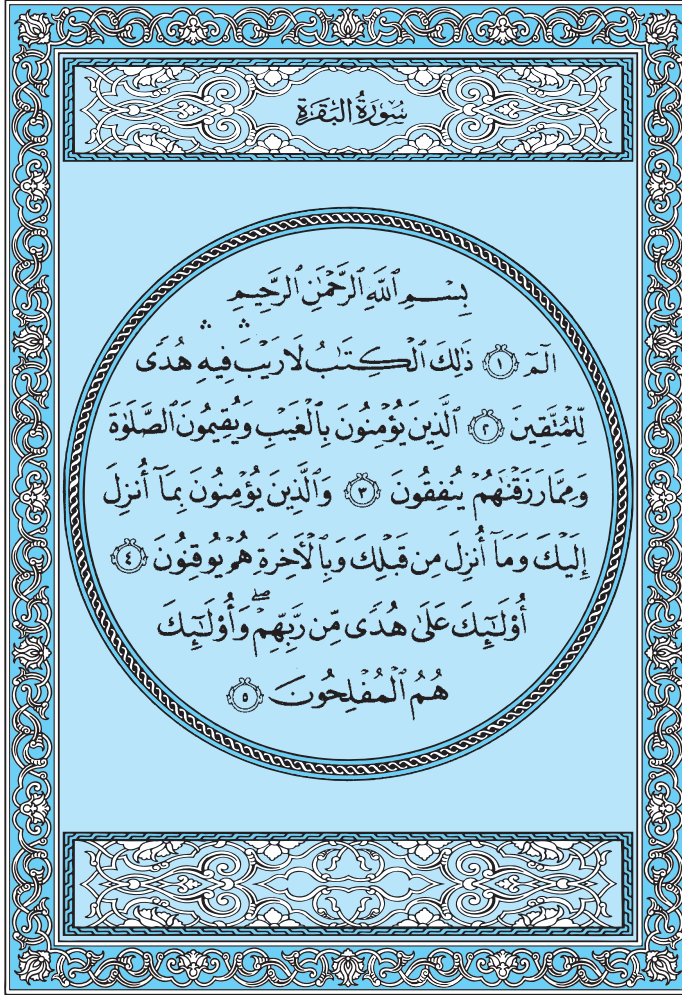 سُورَةُ البَقَرَةِ
بِسْمِ ٱللَّهِ ٱلرَّحْمَٰنِ ٱلرَّحِيمِ
الٓمٓ ١ ذَٰلِكَ ٱلْكِتَٰبُ لَا رَيْبَ ۛ فِيهِ ۛ هُدًى
لِّلْمُتَّقِينَ ٢ ٱلَّذِينَ يُؤْمِنُونَ بِٱلْغَيْبِ وَيُقِيمُونَ ٱلصَّلَوٰةَ
وَمِمَّا رَزَقْنَٰهُمْ يُنفِقُونَ ٣ وَٱلَّذِينَ يُؤْمِنُونَ بِمَآ أُنزِلَ
إِلَيْكَ وَمَآ أُنزِلَ مِن قَبْلِكَ وَبِٱلْءَاخِرَةِ هُمْ يُوقِنُونَ ٤
أُو۟لَٰٓئِكَ عَلَىٰ هُدًى مِّن رَّبِّهِمْ ۖ وَأُو۟لَٰٓئِكَ
هُمُ ٱلْمُفْلِحُونَ ٥